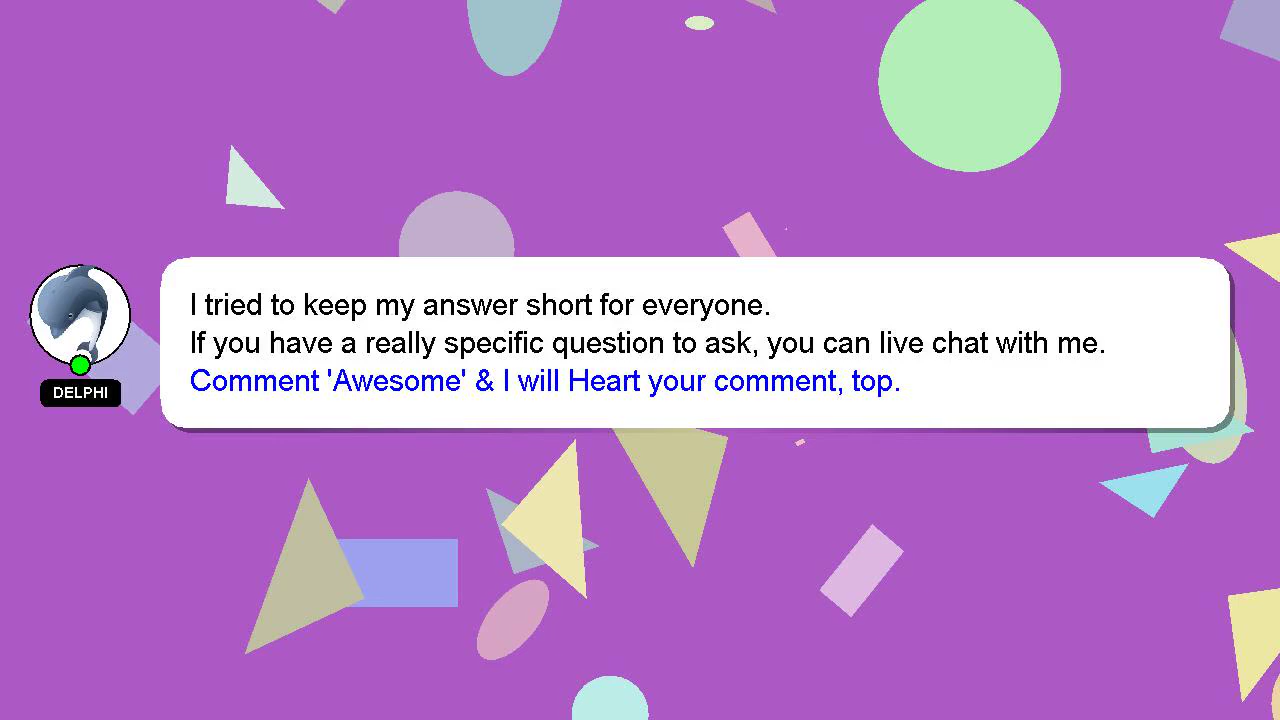 I tried to keep my answer short for everyone.
If you have a really specific question to ask, you can live chat with me.
Comment 'Awesome' & I will Heart your comment, top.
DELPHI